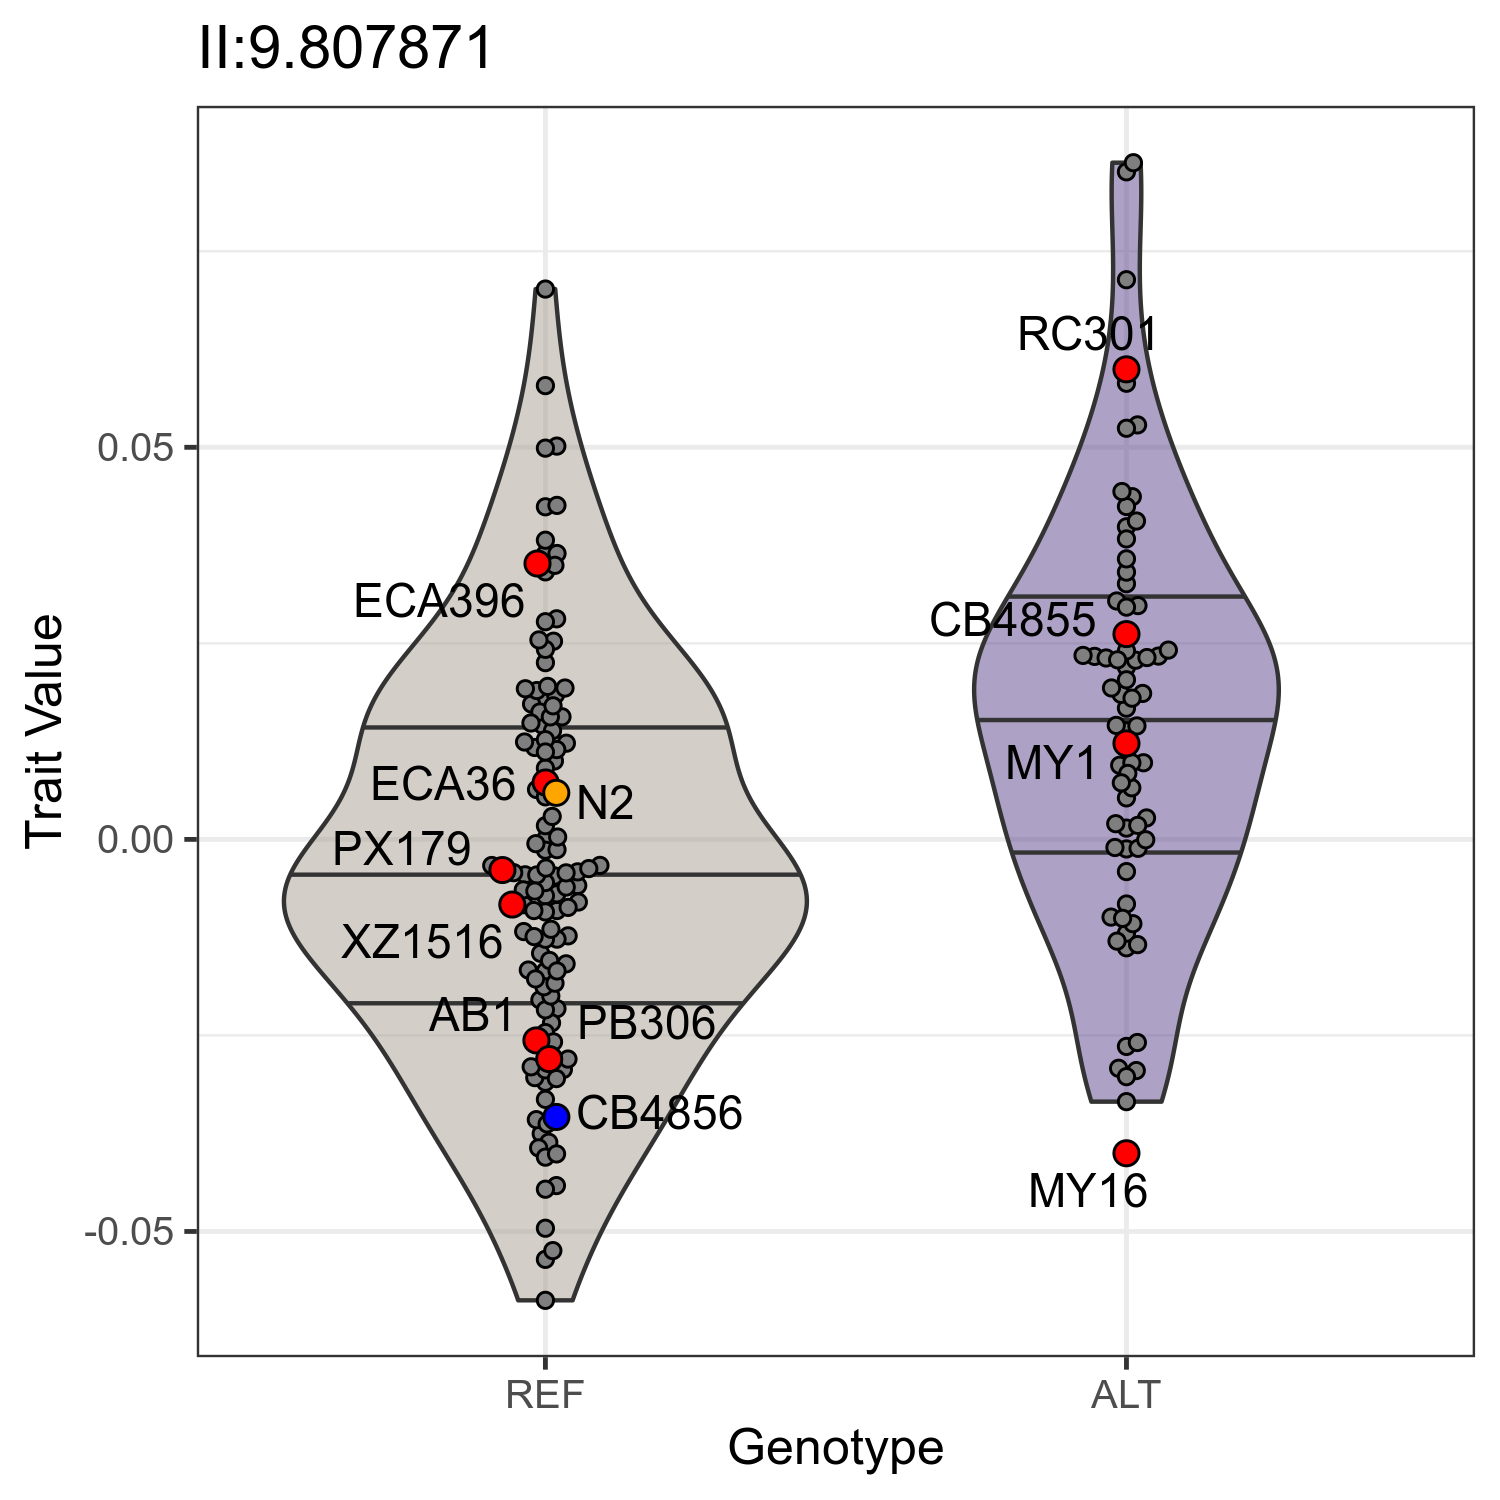 II:9.807871
RC301
0.05
ECA396
CB4855
ECA36
N2
MY1
PX179
0.00
XZ1516
AB1
PB306
CB4856
MY16
-0.05
Trait Value
REF
ALT
Genotype